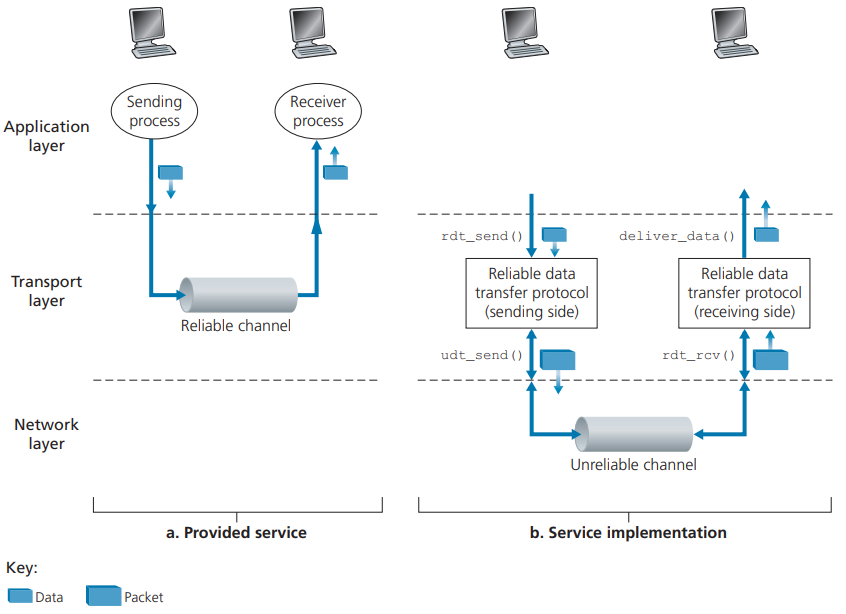 Sending
process
Receiver
process
Application
layer
rdt_send()
deliver_data()
Transport
layer
Reliable channel
Reliable data
transfer protocol
(sending side)
Reliable data
transfer protocol
(receiving side)
udt_send()
rdt_rcv()
Network
layer
Unreliable channel
a. Provided service
b. Service implementation
Key:
Data
Packet